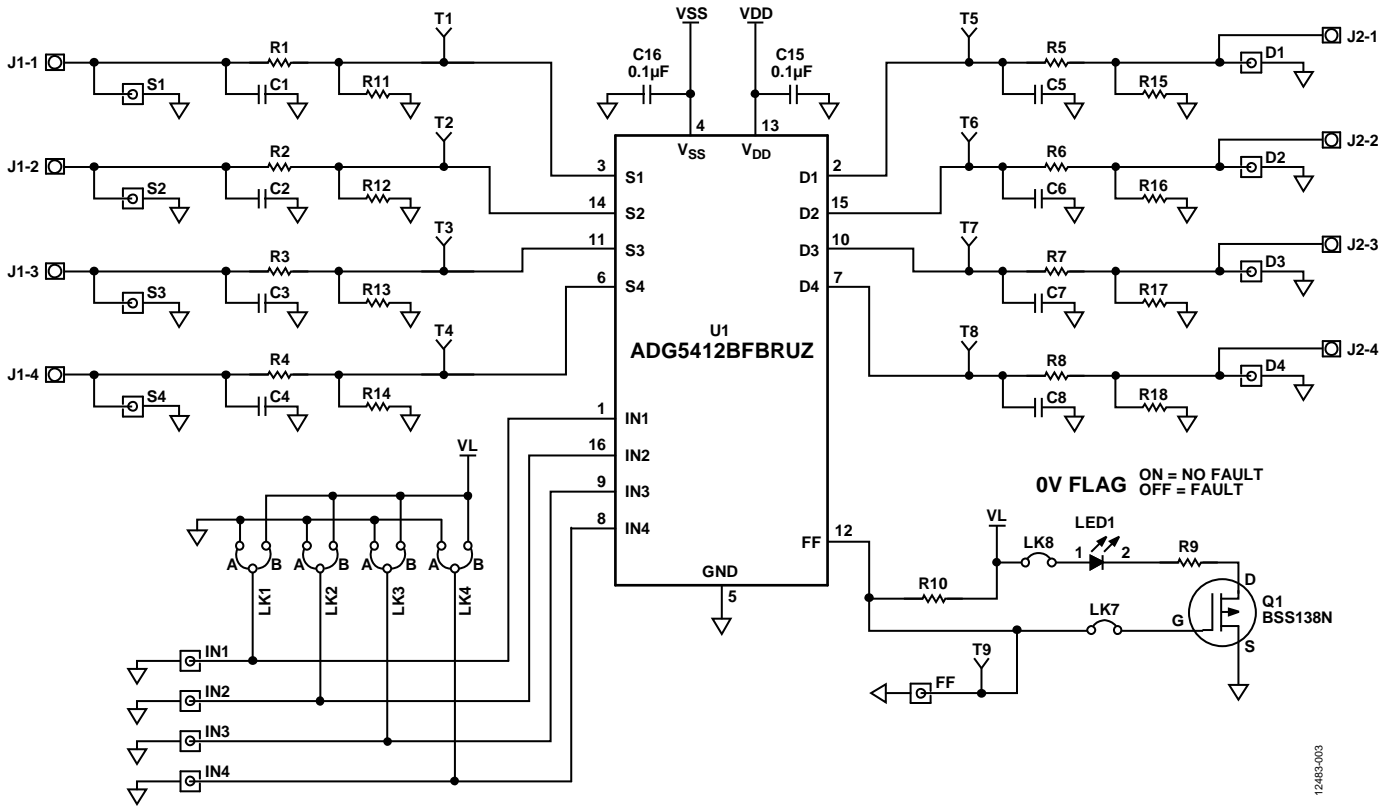 VSS VDD
T1 T5
J1-1 R1 C16 0.1µF C15 0.1µF R5 J2-1
S1 C1 R11 C5 R15 D1
T2 4 13 T6
J1-2 R2 VSS VDD R6 J2-2
3 S1 D1 2
S2 C2 R12 C6 R16 D2
14 S2 D2 15
T3 T7
J1-3 R3 11 S3 D3 10 R7 J2-3
S3 C3 R13 6 S4 D4 7 C7 R17 D3
T4 U1 T8
ADG5412BFBRUZ
J1-4 R4 R8 J2-4
S4 C4 R14 C8 R18 D4
1 IN1
VL 16 IN2
9 IN3
8 IN4
0V FLAG ON = NO FAULT
OFF = FAULT
FF 12
VL LK8 1 LED1 2 R9
A B A B A B A B
LK1 LK2 LK3 LK4
GND
5
R10
D
G Q1
BSS138N
S
LK7
IN1
T9
FF
IN2
IN3
IN4
12483-003